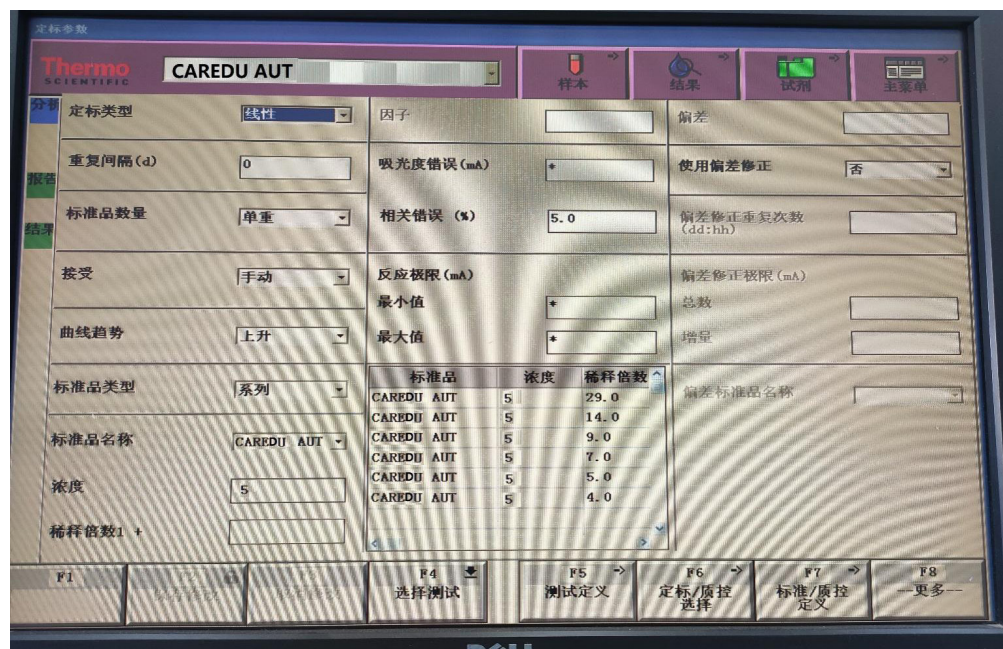 定标参数
Thermo
SCIENTIFIC
CAREDU AUT
样本
结果
试剂
主菜单
分析
报告
结果
定标类型 线性
因子
偏差
重复间隔(d) 0
吸光度错误(mA) *
使用偏差修正 否
标准品数量 单重
相关错误 (%) 5.0
偏差修正重复次数
(dd:hh)
接受 手动
反应极限(mA)
偏差修正极限(mA)
最小值 *
总数
曲线趋势 上升
最大值 *
增量
标准品类型 系列
标准品 浓度 稀释倍数
CAREDU AUT 5 29.0
CAREDU AUT 5 14.0
CAREDU AUT 5 9.0
CAREDU AUT 5 7.0
CAREDU AUT 5 5.0
CAREDU AUT 5 4.0
偏差标准品名称
标准品名称 CAREDU AUT
浓度 5
稀释倍数1 +
F1
F4
选择测试
F5
测试定义
F6
定标/质控
选择
F7
标准/质控
定义
F8
--更多--